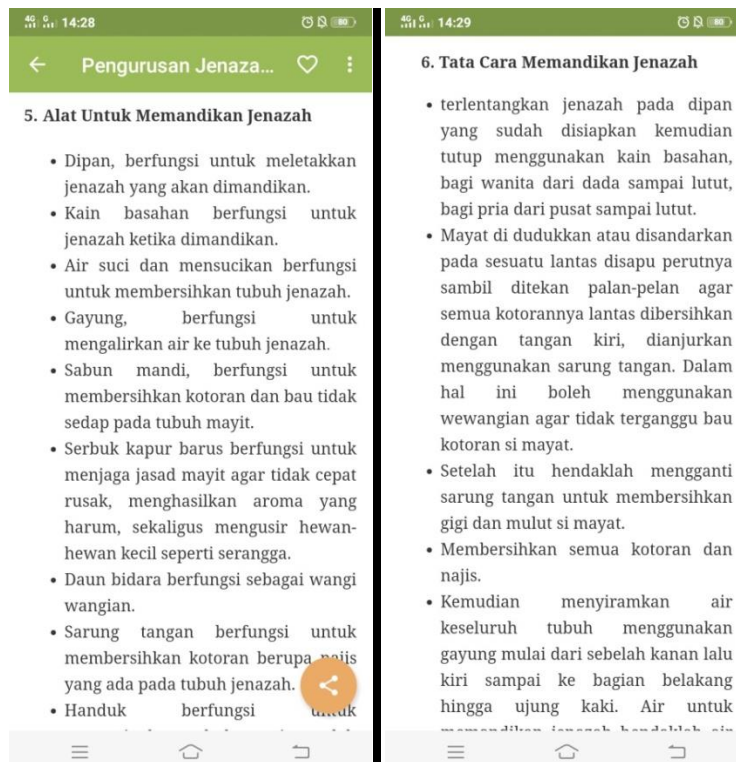 14:28
80
Pengurusan Jenaza...
5. Alat Untuk Memandikan Jenazah
• Dipan, berfungsi untuk meletakkan
jenazah yang akan dimandikan.
• Kain basahan berfungsi untuk
jenazah ketika dimandikan.
• Air suci dan mensucikan berfungsi
untuk membersihkan tubuh jenazah.
• Gayung, berfungsi untuk
mengalirkan air ke tubuh jenazah.
• Sabun mandi, berfungsi untuk
membersihkan kotoran dan bau tidak
sedap pada tubuh mayit.
• Serbuk kapur barus berfungsi untuk
menjaga jasad mayit agar tidak cepat
rusak, menghasilkan aroma yang
harum, sekaligus mengusir hewan-
hewan kecil seperti serangga.
• Daun bidara berfungsi sebagai wangi
wangian.
• Sarung tangan berfungsi untuk
membersihkan kotoran berupa najis
yang ada pada tubuh jenazah.
• Handuk berfungsi untuk
14:29
80
6. Tata Cara Memandikan Jenazah
• terlentangkan jenazah pada dipan
yang sudah disiapkan kemudian
tutup menggunakan kain basahan,
bagi wanita dari dada sampai lutut,
bagi pria dari pusat sampai lutut.
• Mayat di dudukkan atau disandarkan
pada sesuatu lantas disapu perutnya
sambil ditekan palan-pelan agar
semua kotorannya lantas dibersihkan
dengan tangan kiri, dianjurkan
menggunakan sarung tangan. Dalam
hal ini boleh menggunakan
wewangian agar tidak terganggu bau
kotoran si mayat.
• Setelah itu hendaklah mengganti
sarung tangan untuk membersihkan
gigi dan mulut si mayat.
• Membersihkan semua kotoran dan
najis.
• Kemudian menyiramkan air
keseluruh tubuh menggunakan
gayung mulai dari sebelah kanan lalu
kiri sampai ke bagian belakang
hingga ujung kaki. Air untuk
memandikan jenazah hendaklah air